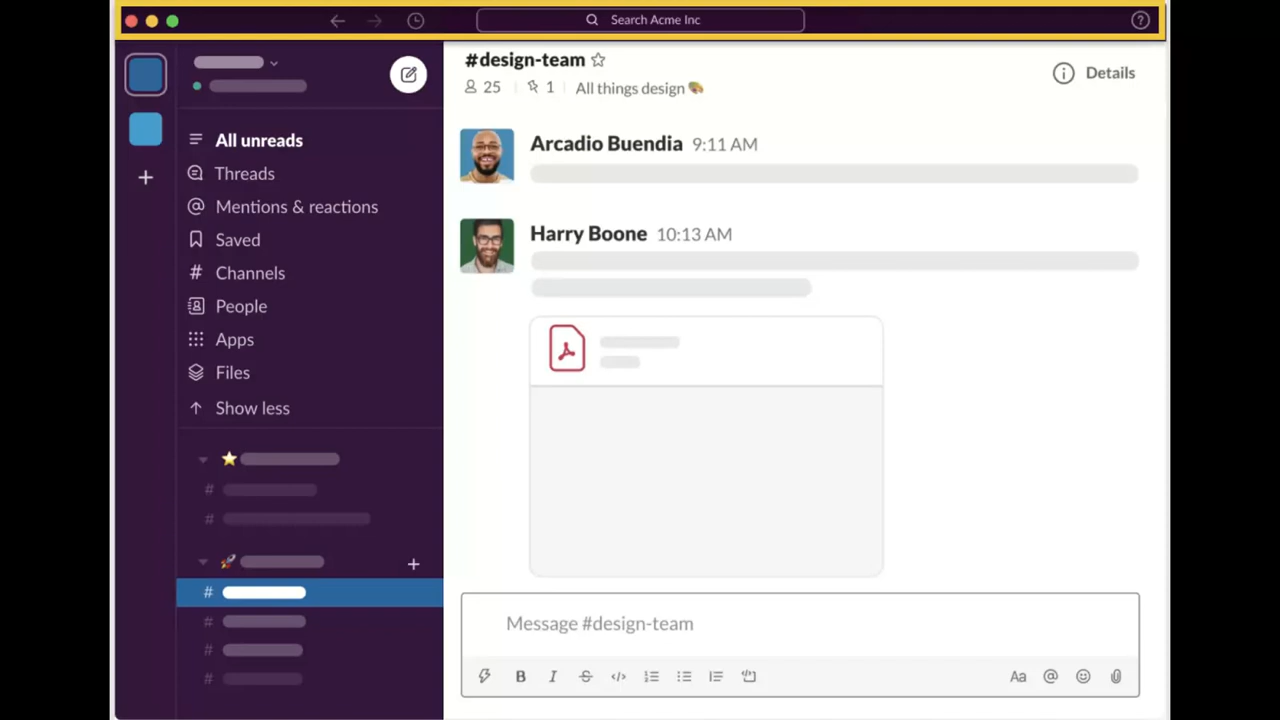 Search Acme Inc
#design-team
25 1 All things design
Details
All unreads
Threads
Mentions & reactions
Saved
Channels
People
Apps
Files
Show less
Arcadio Buendia 9:11 AM
Harry Boone 10:13 AM
Message #design-team
B I S </> Aa @